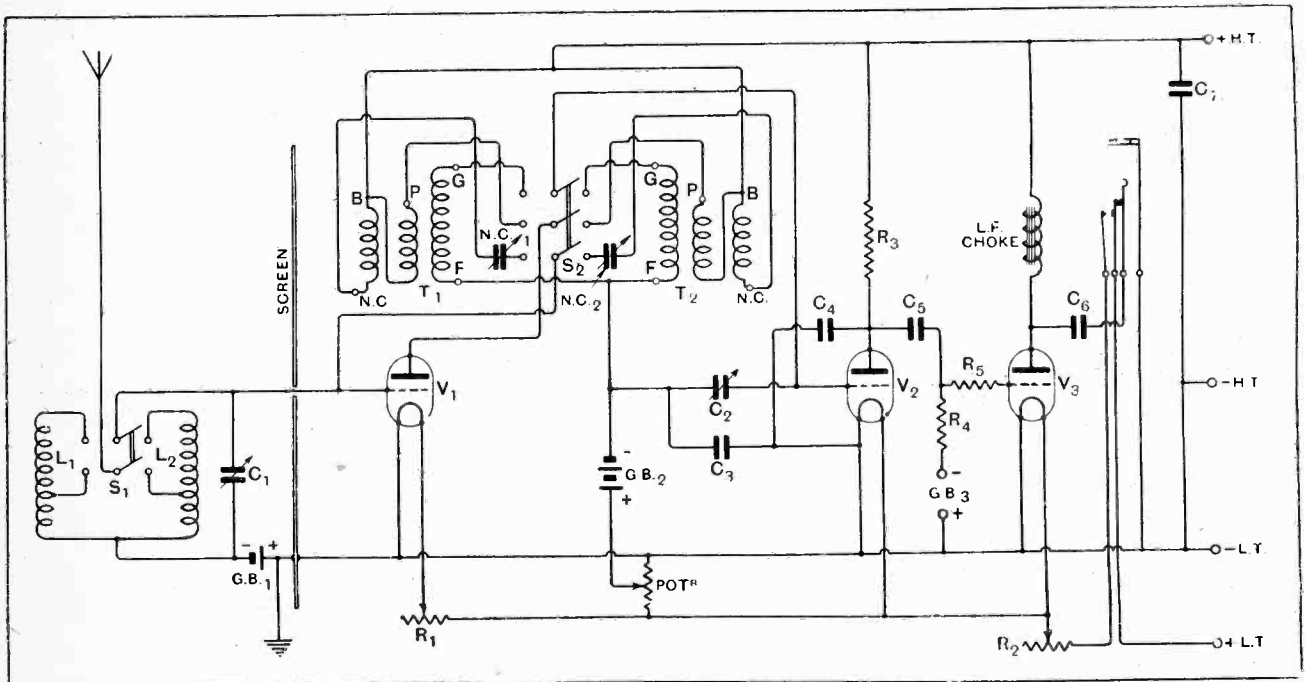 + H.T.
C7
B
P
G
N.C.1
S2
N.C.2
G
P
B
F
F
N.C.
T1
T2
N.C.
SCREEN
R3
L.F.
CHOKE
C4
C5
C6
V1
V2
V3
R5
R4
C2
C3
- H.T
L1
S1
L2
C1
-
G.B.2
+
-
G.B3
+
- +
G.B.1
- L.T.
POTR
R1
R2
+ L.T